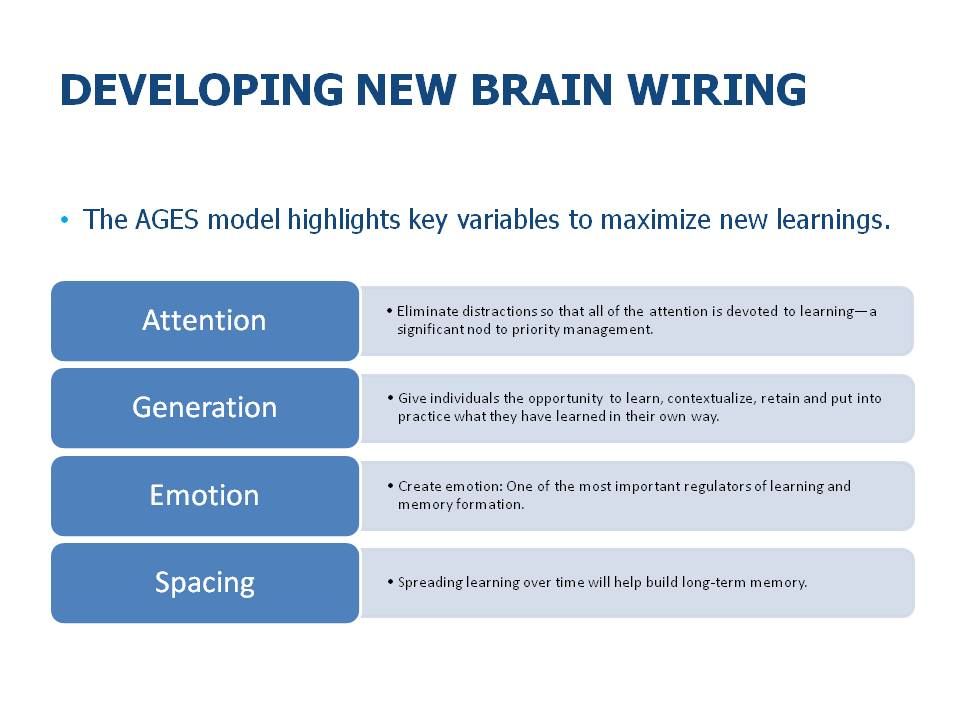 DEVELOPING NEW BRAIN WIRING
• The AGES model highlights key variables to maximize new learnings.
Attention
• Eliminate distractions so that all of the attention is devoted to learning—a
significant nod to priority management.
Generation
• Give individuals the opportunity to learn, contextualize, retain and put into
practice what they have learned in their own way.
Emotion
• Create emotion: One of the most important regulators of learning and
memory formation.
Spacing
• Spreading learning over time will help build long-term memory.